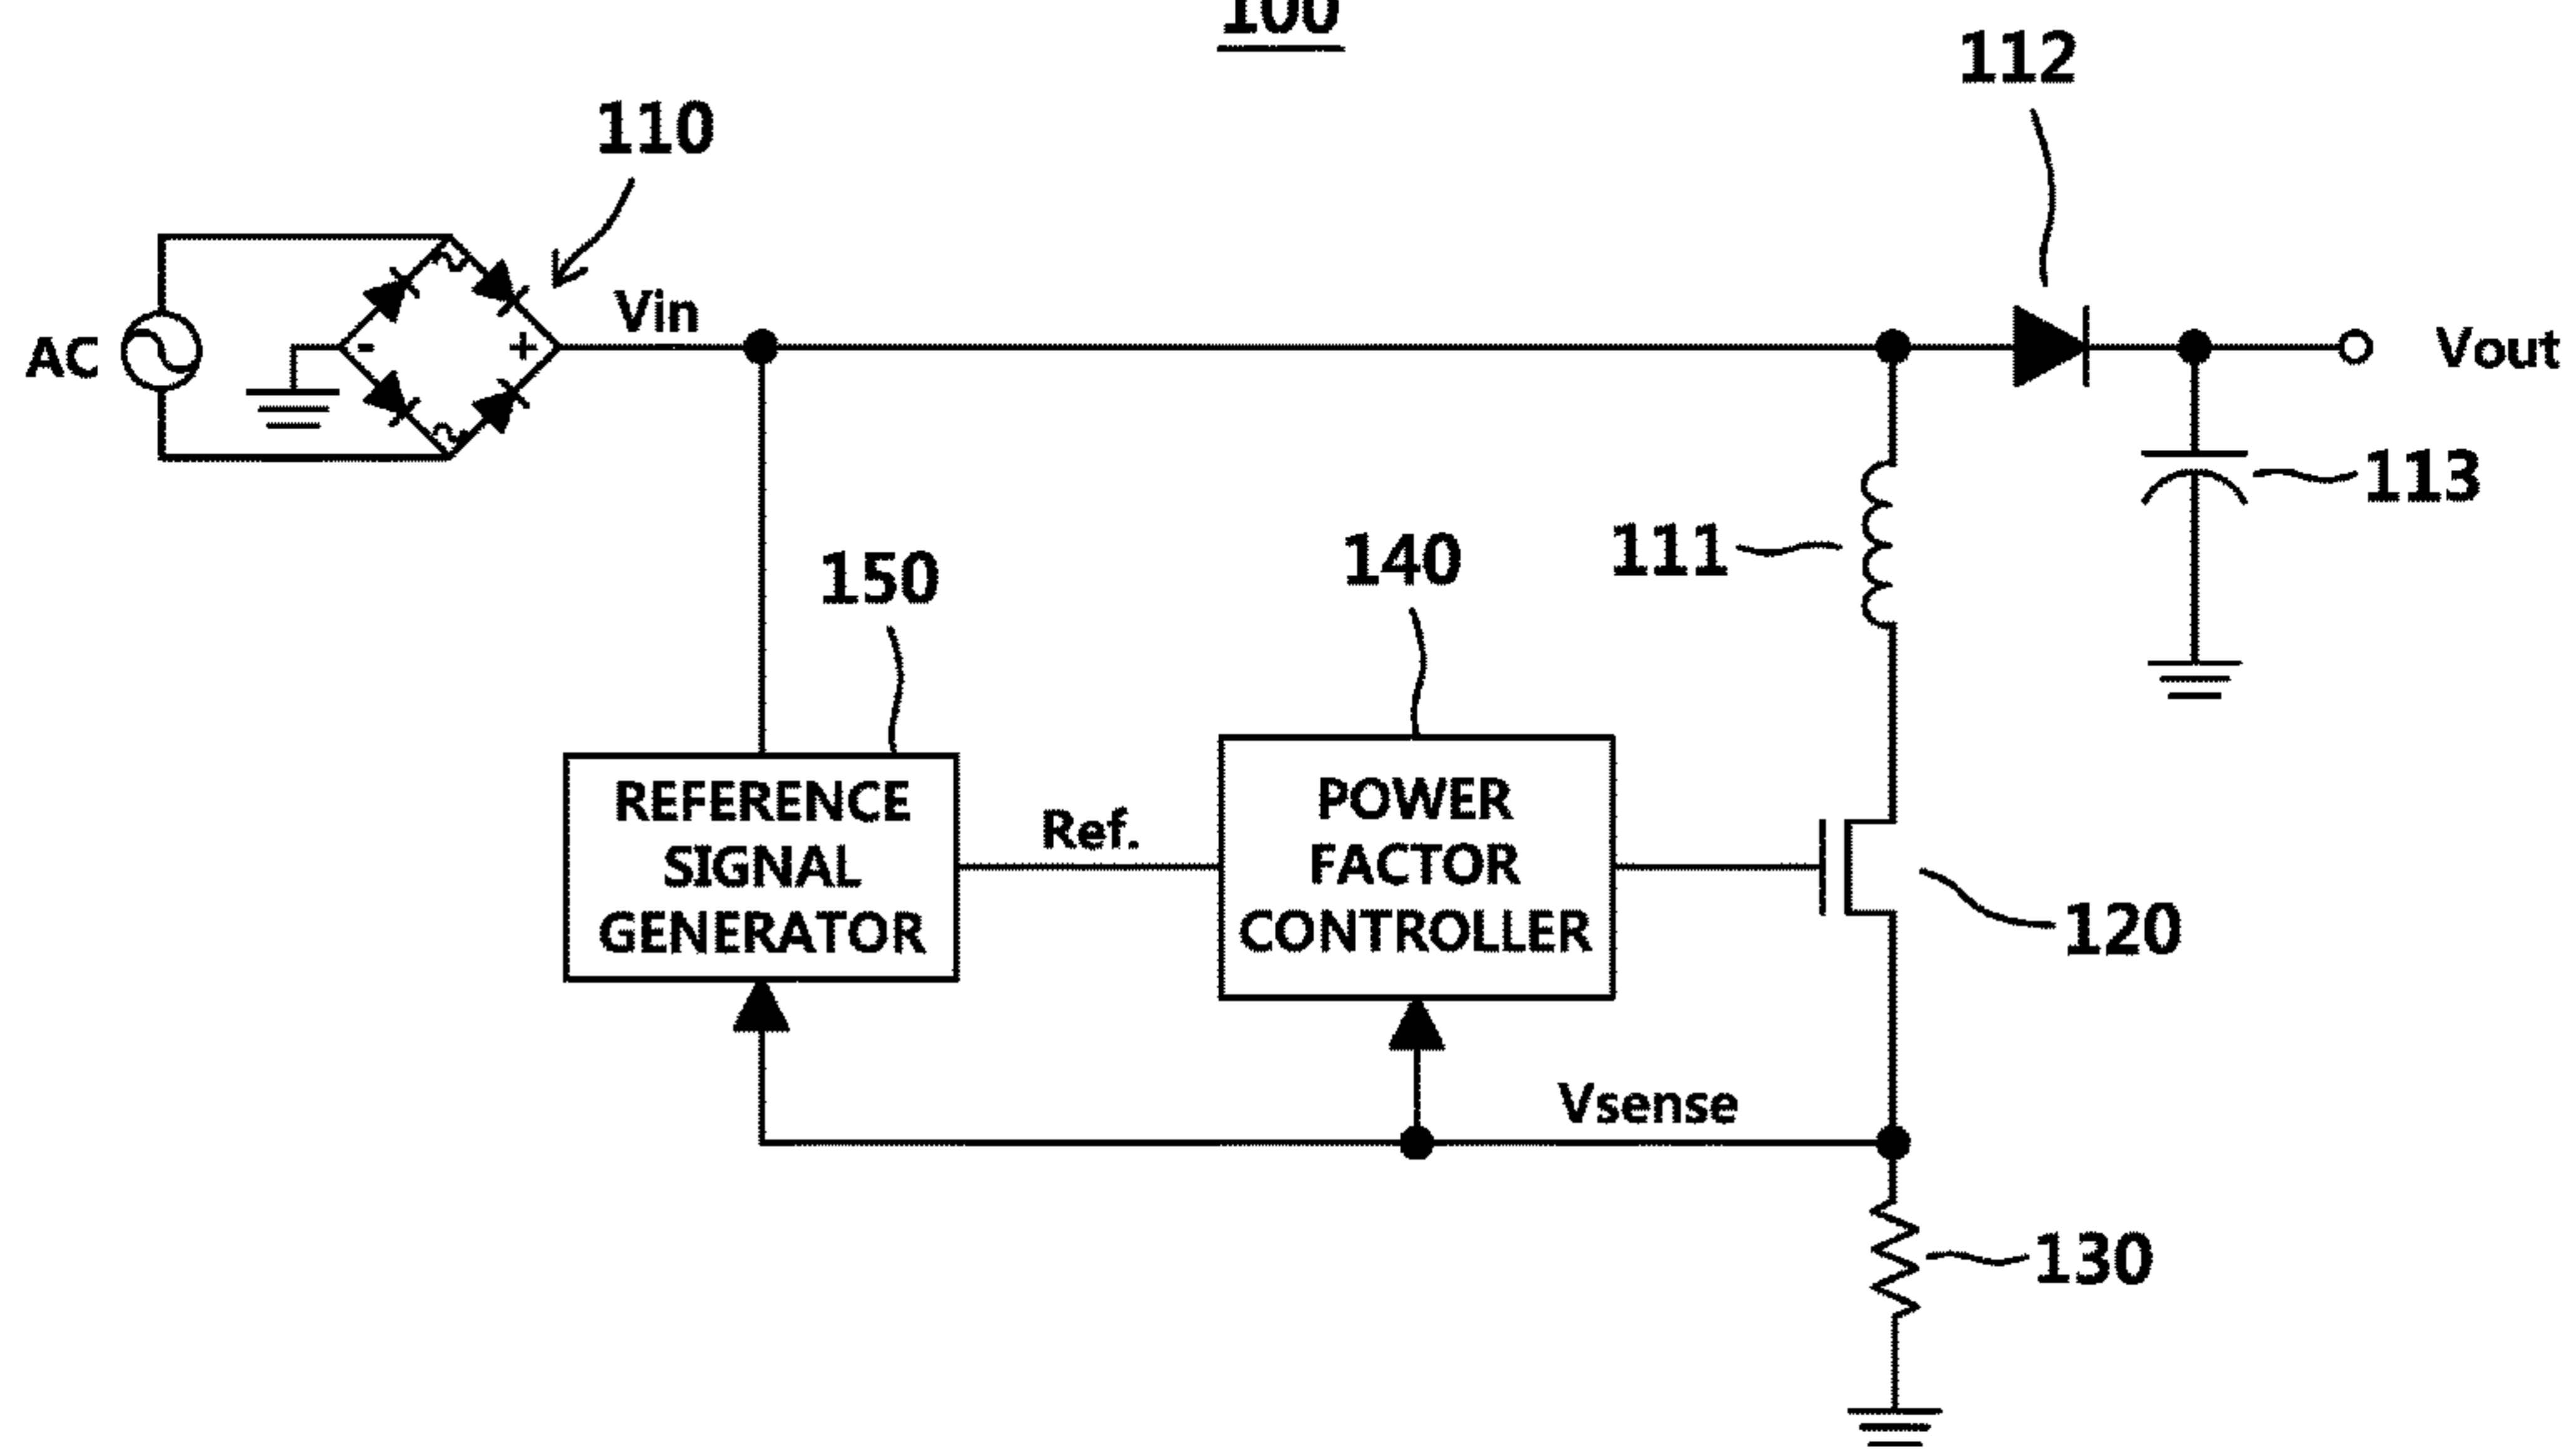 100
112
110
Vin
AC
-
+
Vout
113
111
140
150
REFERENCE
SIGNAL
GENERATOR
Ref.
POWER
FACTOR
CONTROLLER
120
Vsense
130